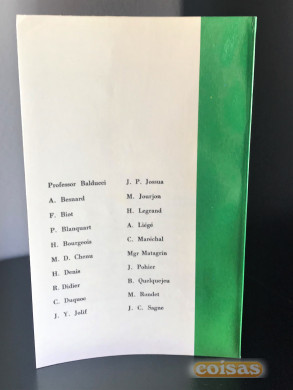 Professor Balducci
A. Besnard
F. Biot
P. Blanquart
H. Bourgeois
M. D. Chenu
H. Denis
R. Didier
C. Duquoc
J. Y. Jolif
J. P. Jossua
M. Jourjon
H. Legrand
A. Liégé
C. Maréchal
Mgr Matagrin
J. Pohier
B. Quelquejeu
M. Rondet
J. C. Sagne
coisas